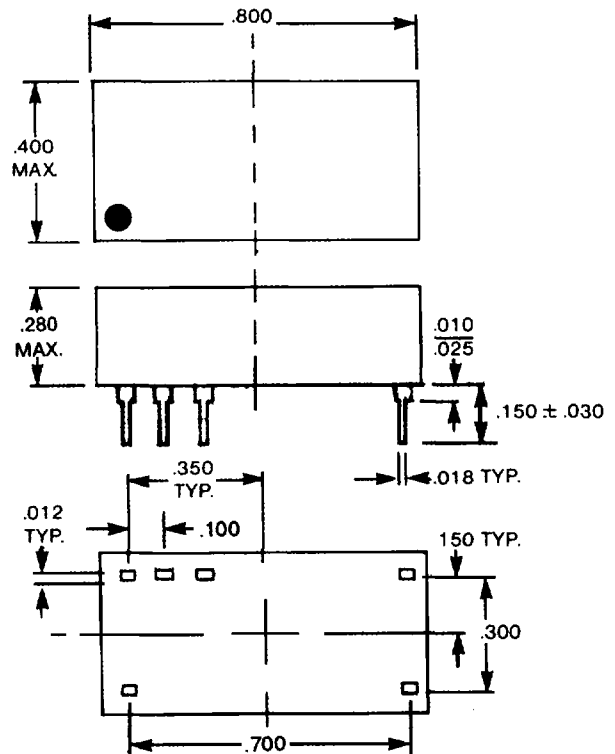 .800
.400
MAX.
.280
MAX.
.010
.025
.150 ± .030
.350
TYP.
.018 TYP.
.012
TYP.
.100
150 TYP.
.300
.700